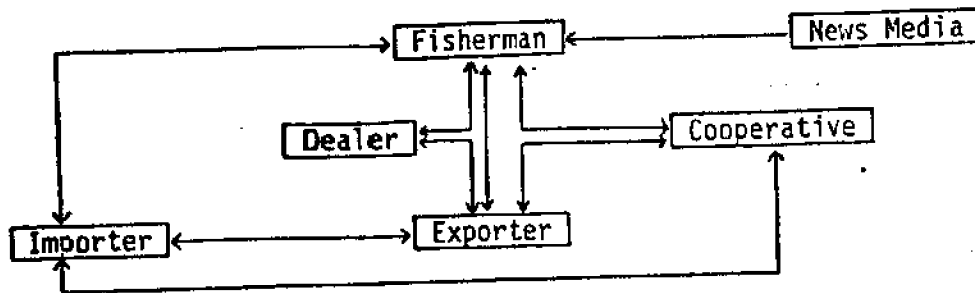 Fisherman
News Media
Dealer
Cooperative
Importer
Exporter